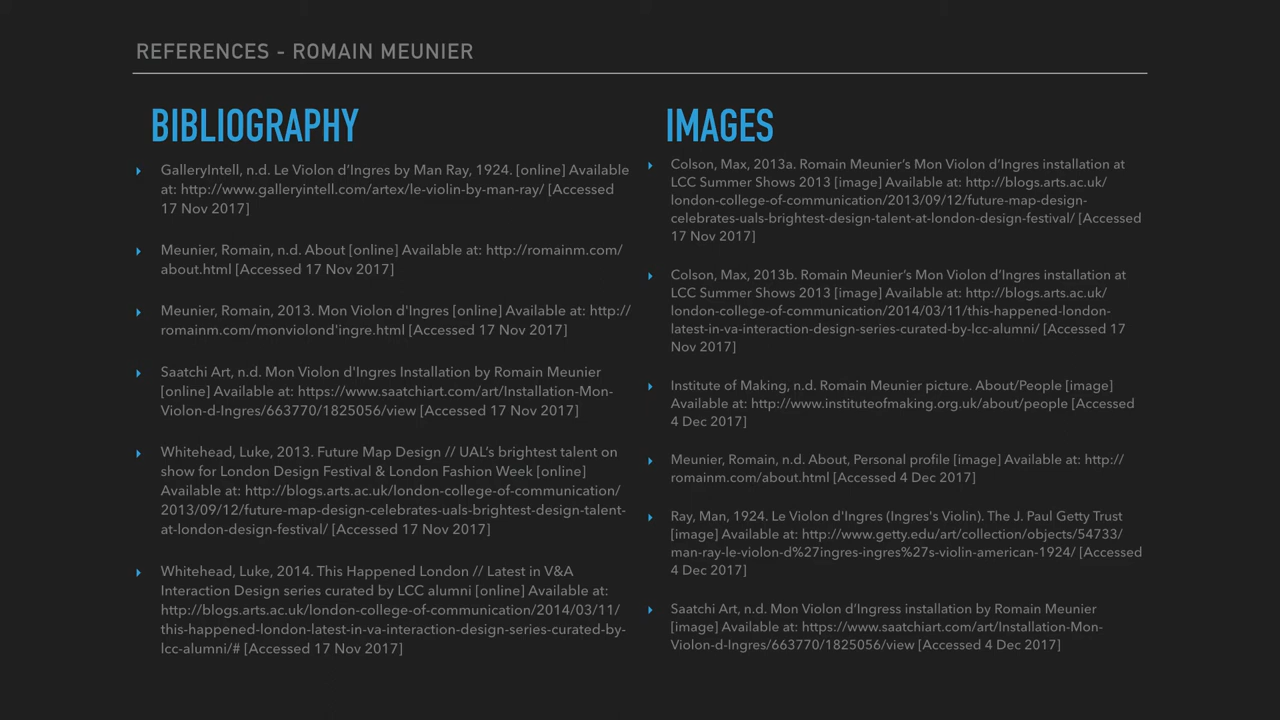 REFERENCES - ROMAIN MEUNIER
BIBLIOGRAPHY
GalleryIntell, n.d. Le Violon d’Ingres by Man Ray, 1924. [online] Available
at: http://www.galleryintell.com/artex/le-violin-by-man-ray/ [Accessed
17 Nov 2017]
Meunier, Romain, n.d. About [online] Available at: http://romainm.com/
about.html [Accessed 17 Nov 2017]
Meunier, Romain, 2013. Mon Violon d'Ingres [online] Available at: http://
romainm.com/monviolond'ingre.html [Accessed 17 Nov 2017]
Saatchi Art, n.d. Mon Violon d'Ingres Installation by Romain Meunier
[online] Available at: https://www.saatchiart.com/art/Installation-Mon-
Violon-d-Ingres/663770/1825056/view [Accessed 17 Nov 2017]
Whitehead, Luke, 2013. Future Map Design // UAL’s brightest talent on
show for London Design Festival & London Fashion Week [online]
Available at: http://blogs.arts.ac.uk/london-college-of-communication/
2013/09/12/future-map-design-celebrates-uals-brightest-design-talent-
at-london-design-festival/ [Accessed 17 Nov 2017]
Whitehead, Luke, 2014. This Happened London // Latest in V&A
Interaction Design series curated by LCC alumni [online] Available at:
http://blogs.arts.ac.uk/london-college-of-communication/2014/03/11/
this-happened-london-latest-in-va-interaction-design-series-curated-by-
lcc-alumni/# [Accessed 17 Nov 2017]
IMAGES
Colson, Max, 2013a. Romain Meunier’s Mon Violon d’Ingres installation at
LCC Summer Shows 2013 [image] Available at: http://blogs.arts.ac.uk/
london-college-of-communication/2013/09/12/future-map-design-
celebrates-uals-brightest-design-talent-at-london-design-festival/ [Accessed
17 Nov 2017]
Colson, Max, 2013b. Romain Meunier’s Mon Violon d’Ingres installation at
LCC Summer Shows 2013 [image] Available at: http://blogs.arts.ac.uk/
london-college-of-communication/2014/03/11/this-happened-london-
latest-in-va-interaction-design-series-curated-by-lcc-alumni/ [Accessed 17
Nov 2017]
Institute of Making, n.d. Romain Meunier picture. About/People [image]
Available at: http://www.instituteofmaking.org.uk/about/people [Accessed
4 Dec 2017]
Meunier, Romain, n.d. About, Personal profile [image] Available at: http://
romainm.com/about.html [Accessed 4 Dec 2017]
Ray, Man, 1924. Le Violon d'Ingres (Ingres's Violin). The J. Paul Getty Trust
[image] Available at: http://www.getty.edu/art/collection/objects/54733/
man-ray-le-violon-d%27ingres-ingres%27s-violin-american-1924/ [Accessed
4 Dec 2017]
Saatchi Art, n.d. Mon Violon d’Ingress installation by Romain Meunier
[image] Available at: https://www.saatchiart.com/art/Installation-Mon-
Violon-d-Ingres/663770/1825056/view [Accessed 4 Dec 2017]